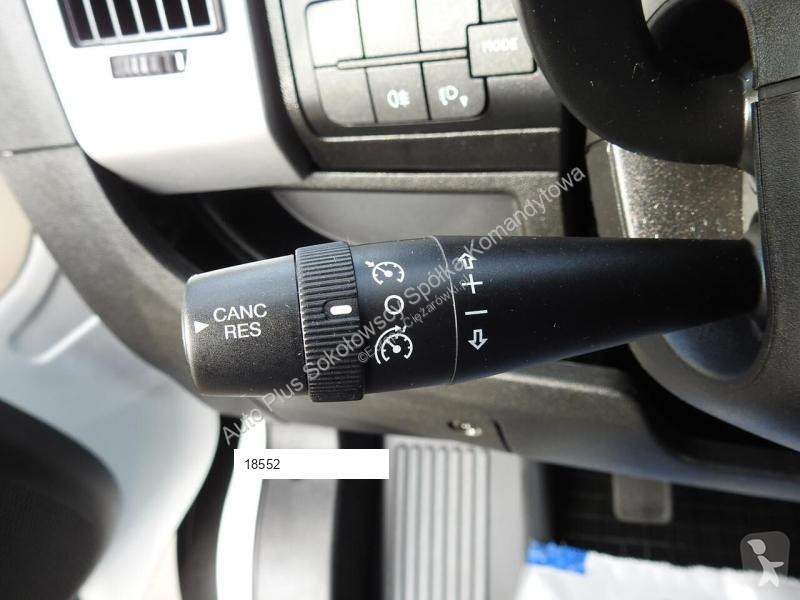 MODE
CANC
RES
+
−
Auto Plus Sokołowscy Spółka Komandytowa
18552